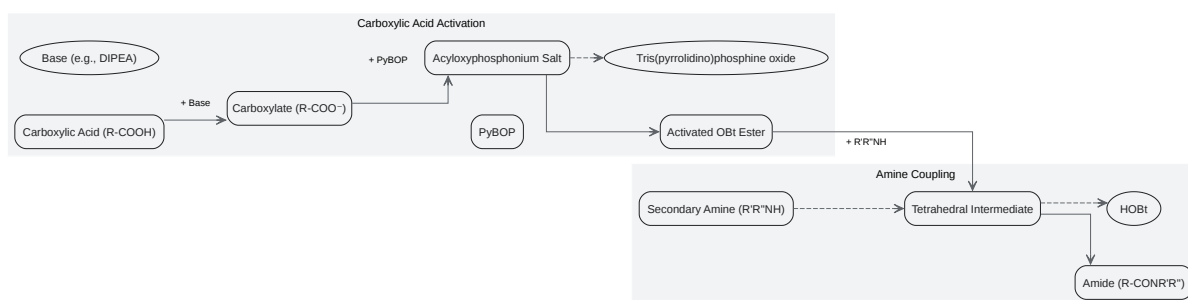 Carboxylic Acid Activation
Base (e.g., DIPEA)
+ PyBOP
Acyloxyphosphonium Salt
Tris(pyrrolidino)phosphine oxide
+ Base
Carboxylate (R-COO⁻)
Carboxylic Acid (R-COOH)
PyBOP
Activated OBt Ester
+ R'R"NH
Amine Coupling
Secondary Amine (R'R"NH)
Tetrahedral Intermediate
HOBt
Amide (R-CONR'R")